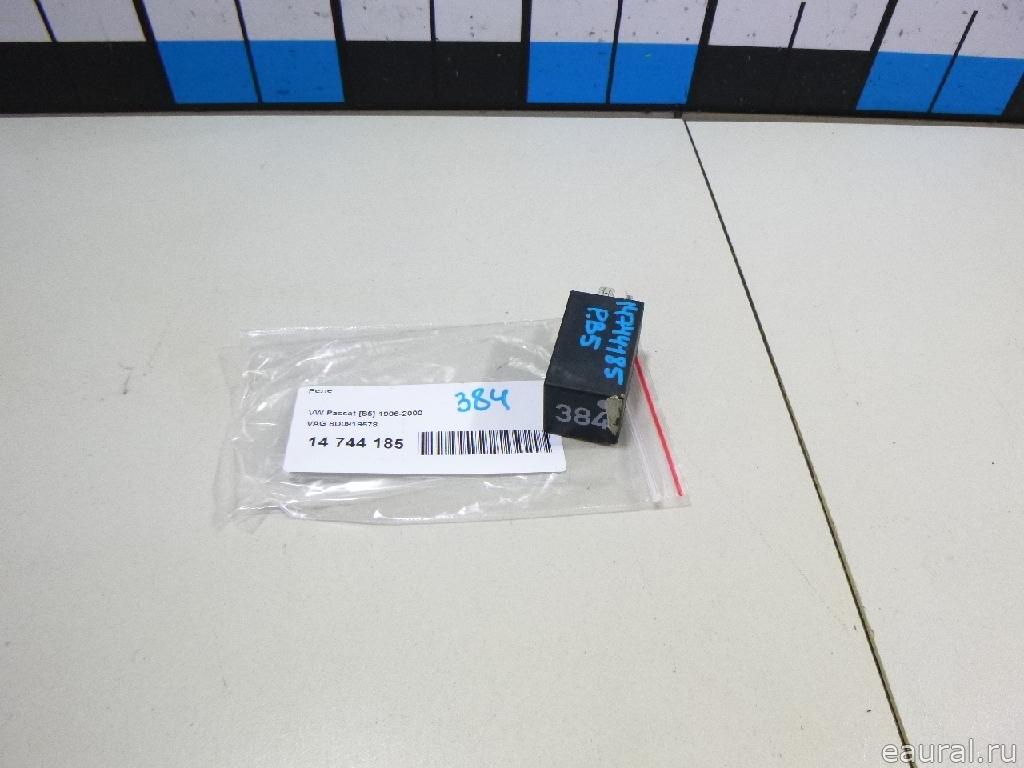 Реле
VW Passat [B5] 1996-2000
14 744 185
384
14744185
P.B5
384
eaural.ru